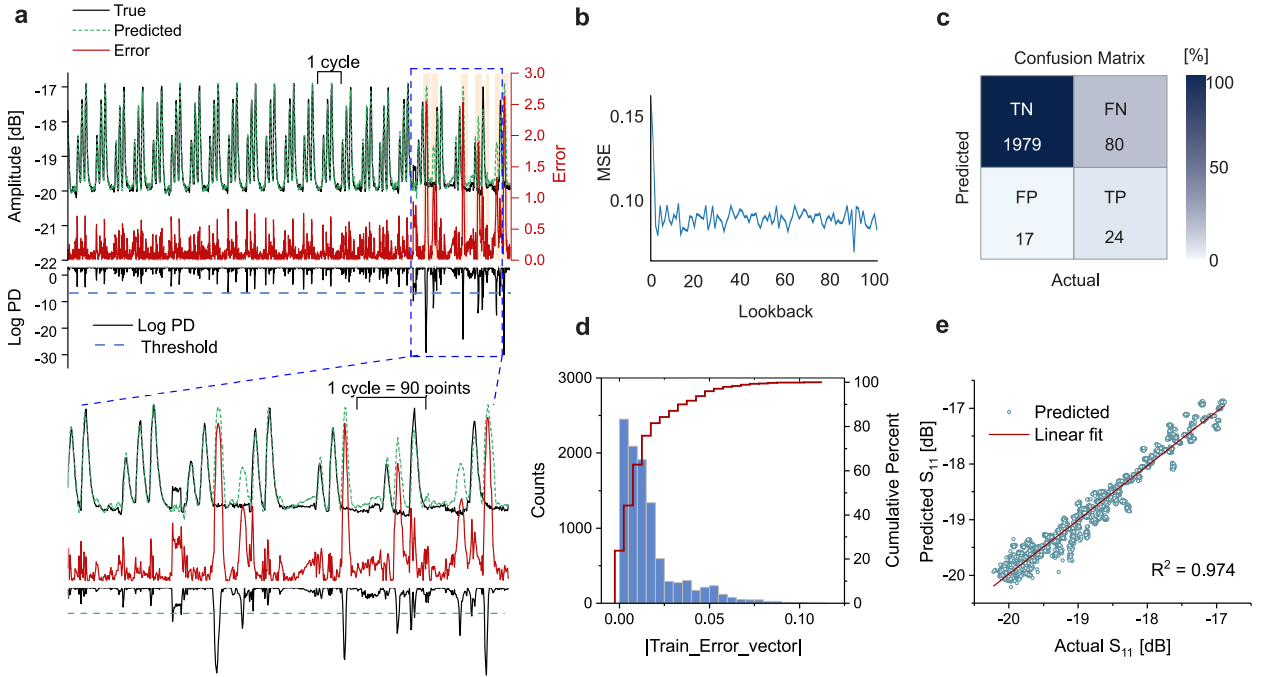 a
True
Predicted
Error
1 cycle
3.0
2.5
2.0
1.5
1.0
0.5
0.0
Error
-17
-18
-19
-20
-21
-22
Amplitude [dB]
0
-10
-20
-30
Log PD
Log PD
Threshold
1 cycle = 90 points
b
0.15
0.10
MSE
0 20 40 60 80 100
Lookback
c
Confusion Matrix
[%]
TN
1979
FN
80
FP
17
TP
24
Predicted
Actual
100
50
0
d
3000
2000
1000
0
Counts
100
80
60
40
20
0
Cumulative Percent
0.00 0.05 0.10
|Train_Error_vector|
e
Predicted
Linear fit
-17
-18
-19
-20
Predicted S11 [dB]
R2 = 0.974
-20 -19 -18 -17
Actual S11 [dB]